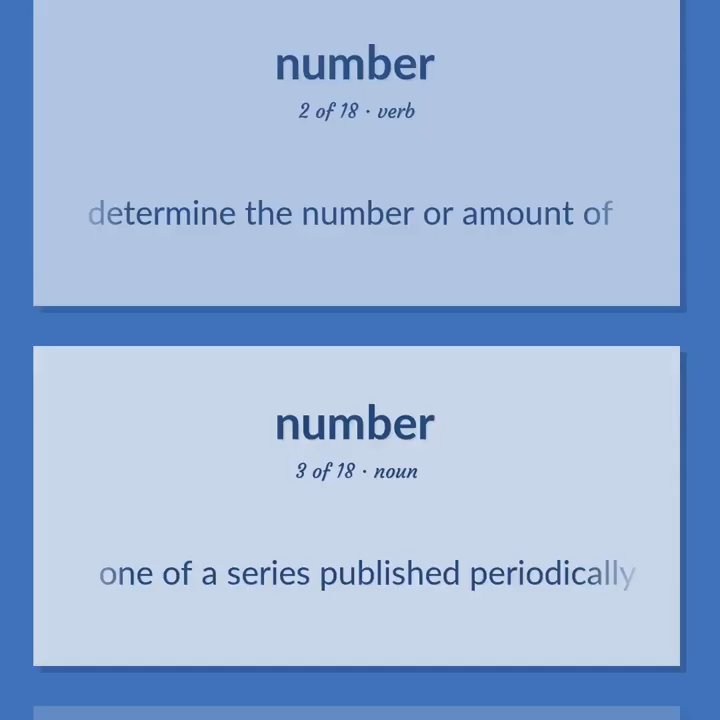 number
2 of 18 · verb
determine the number or amount of
number
3 of 18 · noun
one of a series published periodically